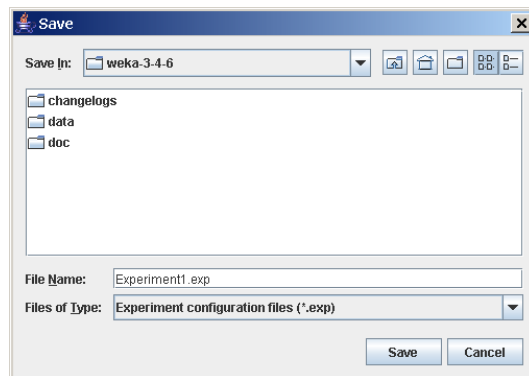 Save
Save In: weka-3-4-6
changelogs
data
doc
File Name: Experiment1.exp
Files of Type: Experiment configuration files (*.exp)
Save Cancel